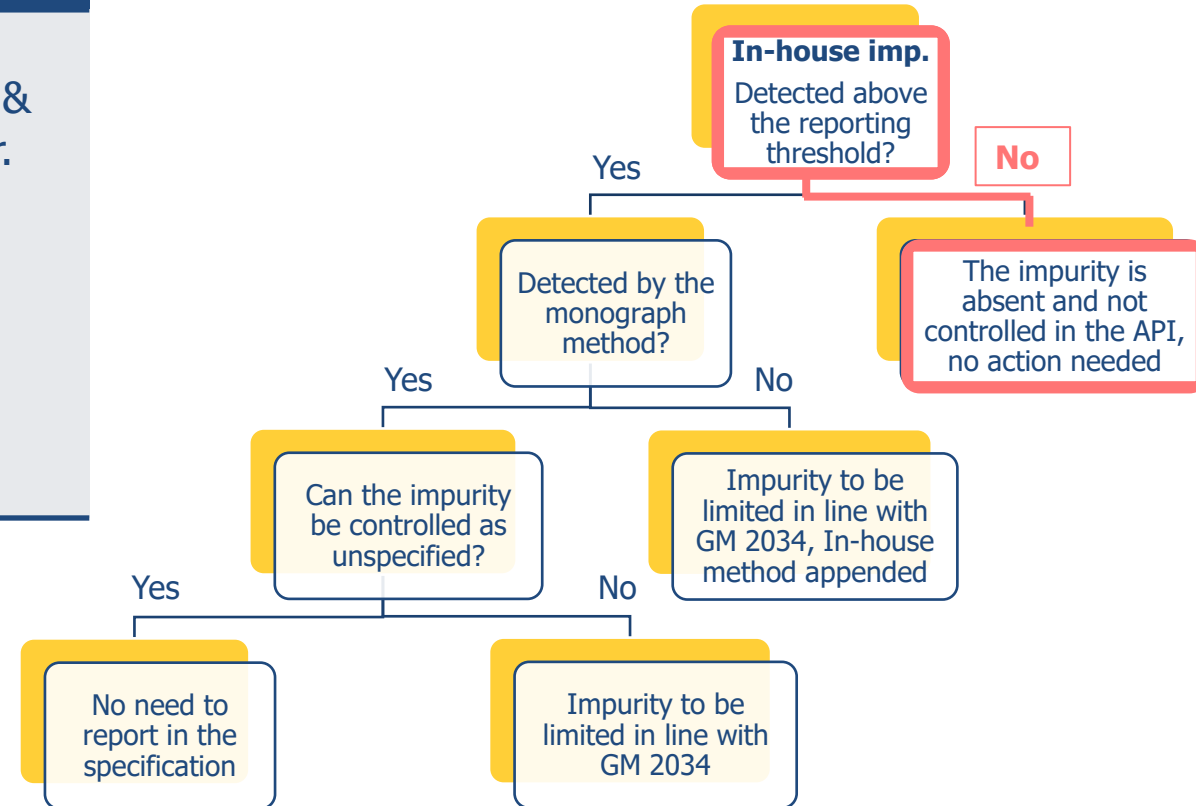 &
r.
In-house imp.
Detected above
the reporting
threshold?
Yes
No
Detected by the
monograph
method?
The impurity is
absent and not
controlled in the API,
no action needed
Yes
No
Can the impurity
be controlled as
unspecified?
Impurity to be
limited in line with
GM 2034, In-house
method appended
Yes
No
No need to
report in the
specification
Impurity to be
limited in line with
GM 2034